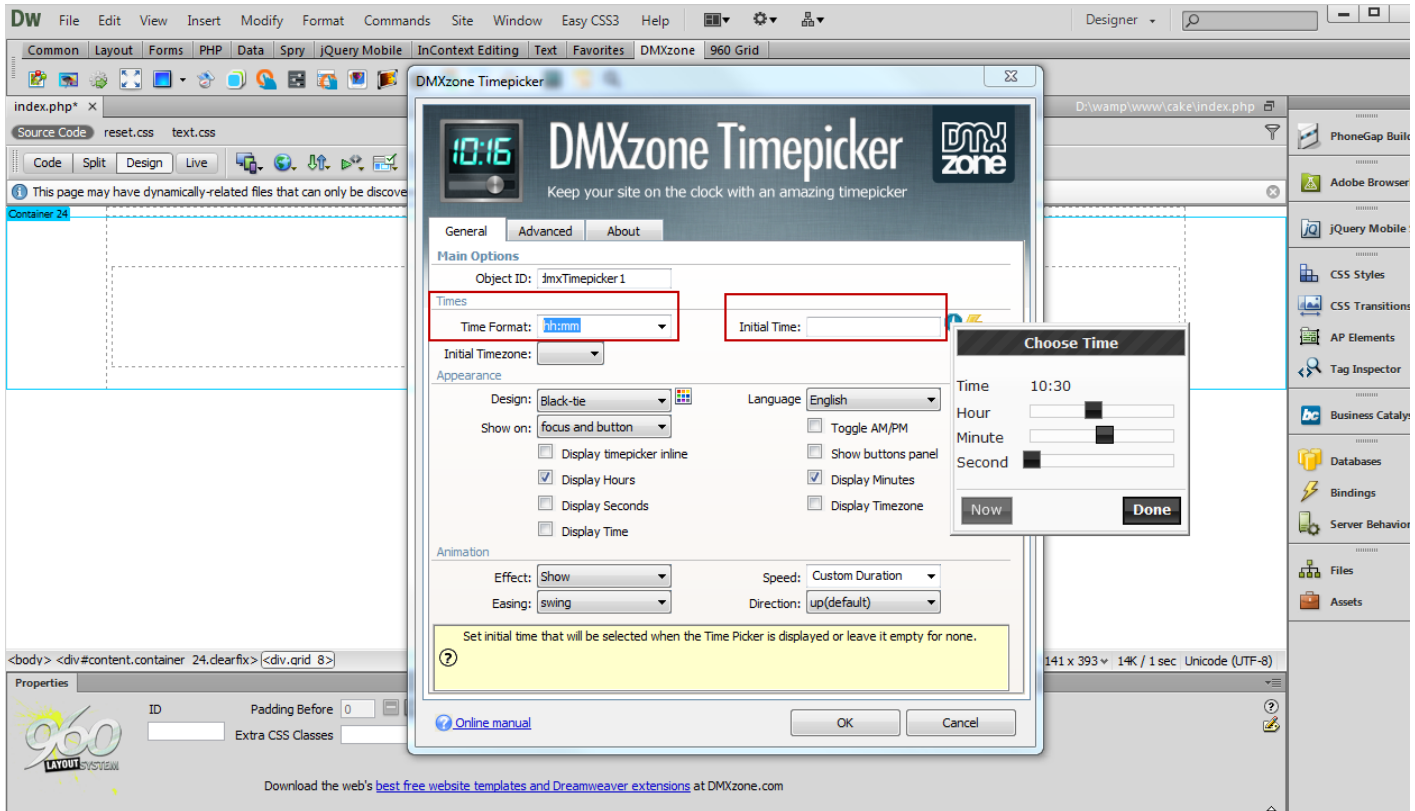 DW File Edit View Insert Modify Format Commands Site Window Easy CSS3 Help Designer
Common Layout Forms PHP Data Spry jQuery Mobile InContext Editing Text Favorites DMXzone 960 Grid
DMXzone Timepicker
index.php* D:\wamp\www\cake\index.php
Source Code reset.css text.css
Code Split Design Live
This page may have dynamically-related files that can only be discove
Container 24
10:16
DMXzone Timepicker
DMX zone
Keep your site on the clock with an amazing timepicker
General Advanced About
Main Options
Object ID: dmxTimepicker1
Times
Time Format: hh:mm Initial Time:
Initial Timezone:
Appearance
Design: Black-tie Language English
Show on: focus and button Toggle AM/PM
Display timepicker inline Show buttons panel
Display Hours Display Minutes
Display Seconds Display Timezone
Display Time
Animation
Effect: Show Speed: Custom Duration
Easing: swing Direction: up(default)
Set initial time that will be selected when the Time Picker is displayed or leave it empty for none.
Online manual OK Cancel
Choose Time
Time 10:30
Hour
Minute
Second
Now Done
PhoneGap Build
Adobe Browser
jQuery Mobile
CSS Styles
CSS Transitions
AP Elements
Tag Inspector
Business Cataly
Databases
Bindings
Server Behavior
Files
Assets
<body> <div#content.container_24.clearfix> <div.grid_8> 141 x 393 14K / 1 sec Unicode (UTF-8)
Properties
ID Padding Before 0
Extra CSS Classes
960 LAYOUT SYSTEM
Download the web's best free website templates and Dreamweaver extensions at DMXzone.com